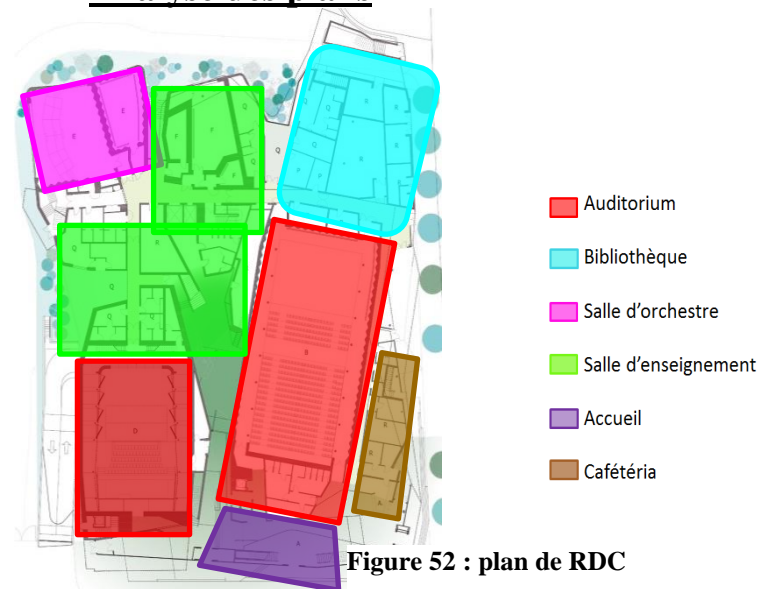 Auditorium
Bibliothèque
Salle d'orchestre
Salle d'enseignement
Accueil
Cafétéria
Figure 52 : plan de RDC